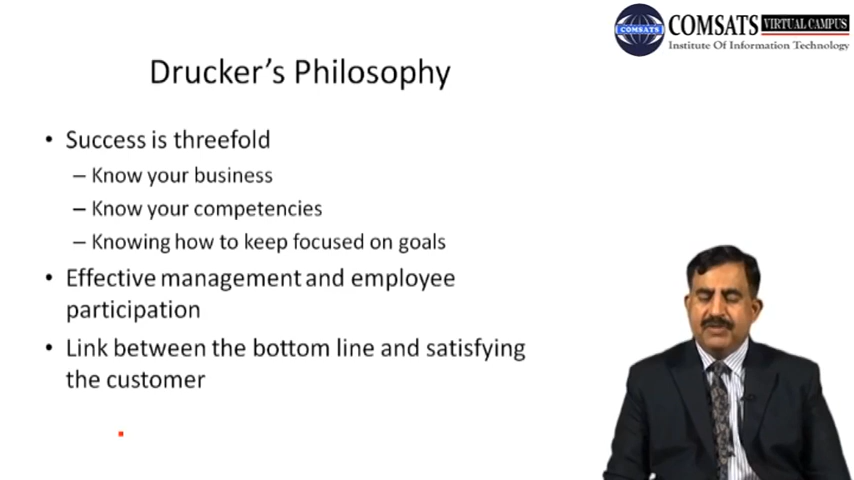 COMSATS VIRTUAL CAMPUS
COMSATS
Institute Of Information Technology
Drucker's Philosophy
• Success is threefold
– Know your business
– Know your competencies
– Knowing how to keep focused on goals
• Effective management and employee
participation
• Link between the bottom line and satisfying
the customer